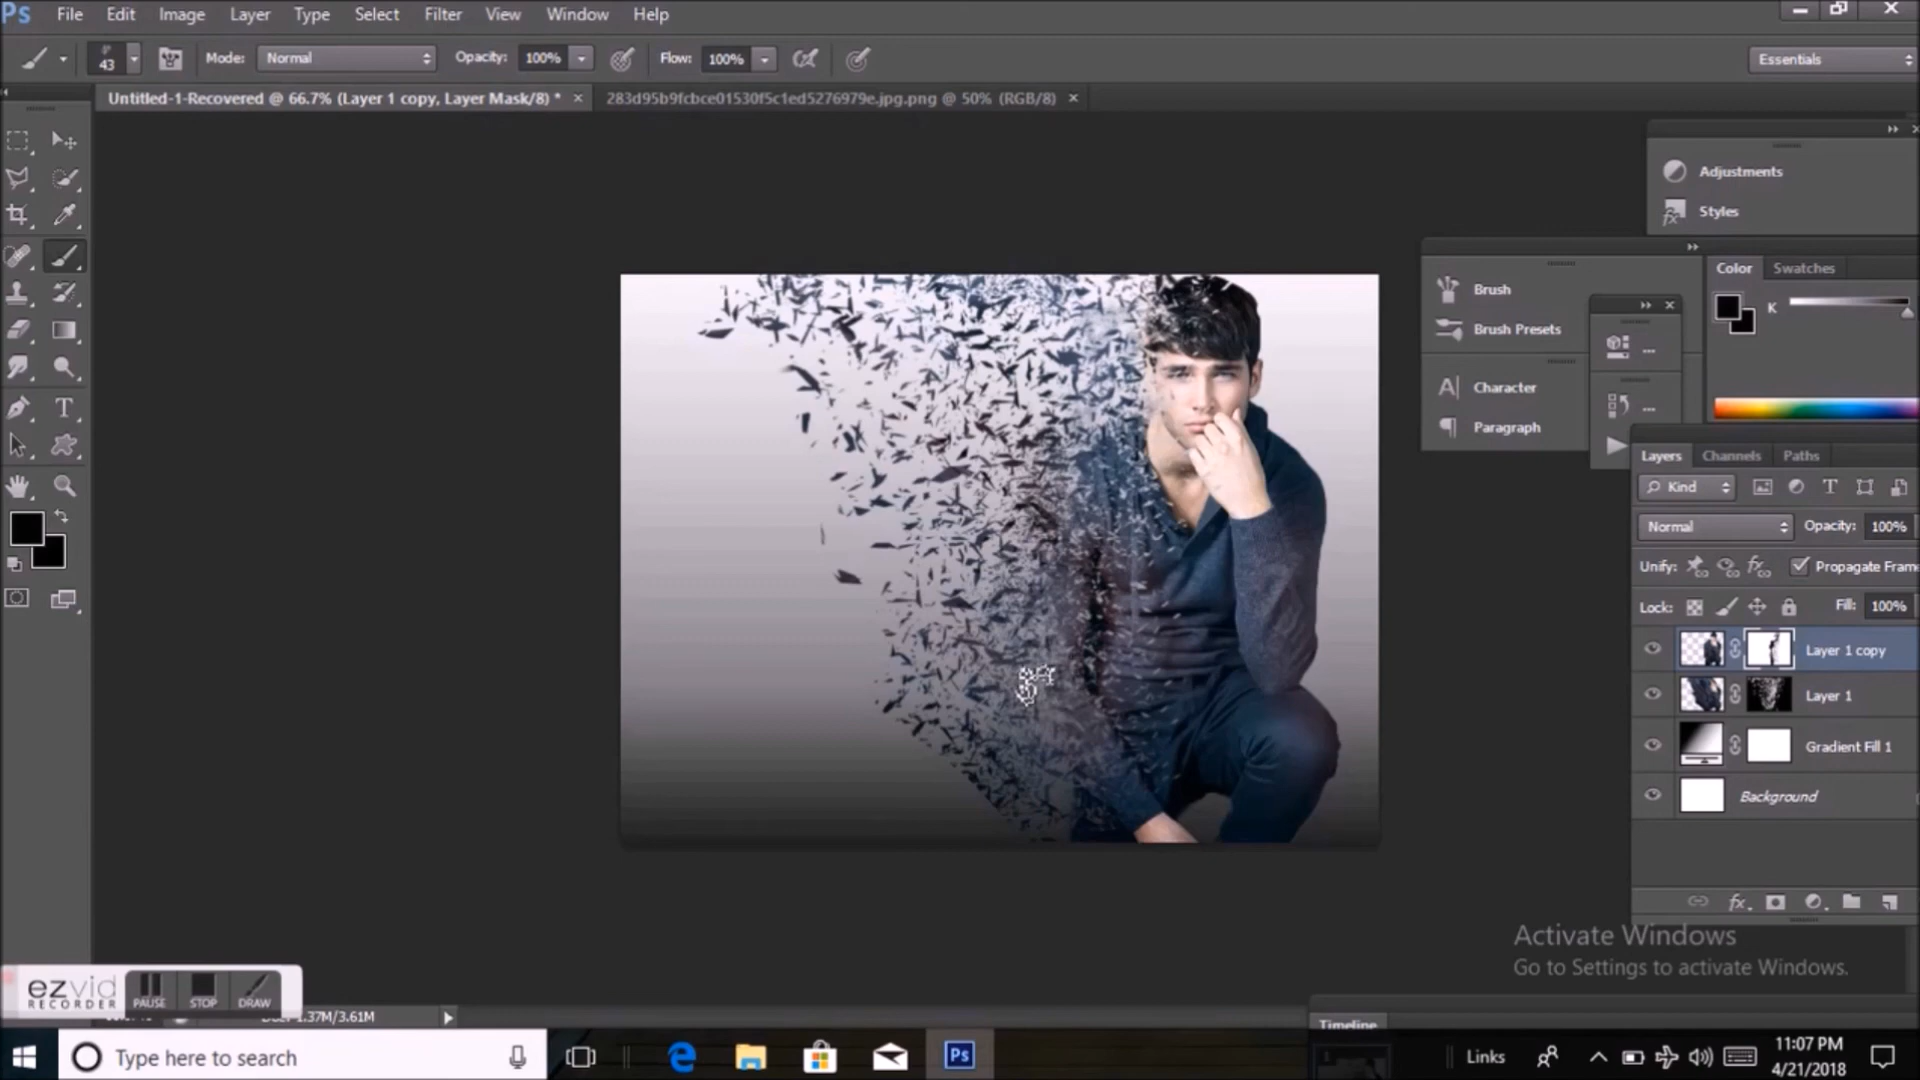 Ps File Edit Image Layer Type Select Filter View Window Help
43 Mode: Normal Opacity: 100% Flow: 100% Essentials
Untitled-1-Recovered @ 66.7% (Layer 1 copy, Layer Mask/8) * × 283d95b9fcbce01530f5c1ed5276979e.jpg.png @ 50% (RGB/8) ×
Adjustments
Styles
Brush
Brush Presets
Character
Paragraph
Color Swatches
K
Layers Channels Paths
Kind
Normal Opacity: 100%
Unify: Propagate Fram
Lock: Fill: 100%
Layer 1 copy
Layer 1
Gradient Fill 1
Background
Activate Windows
Go to Settings to activate Windows.
ezvid
RECORDER
PAUSE STOP DRAW
1.37M/3.61M
Timeline
Type here to search
Ps
Links
11:07 PM
4/21/2018